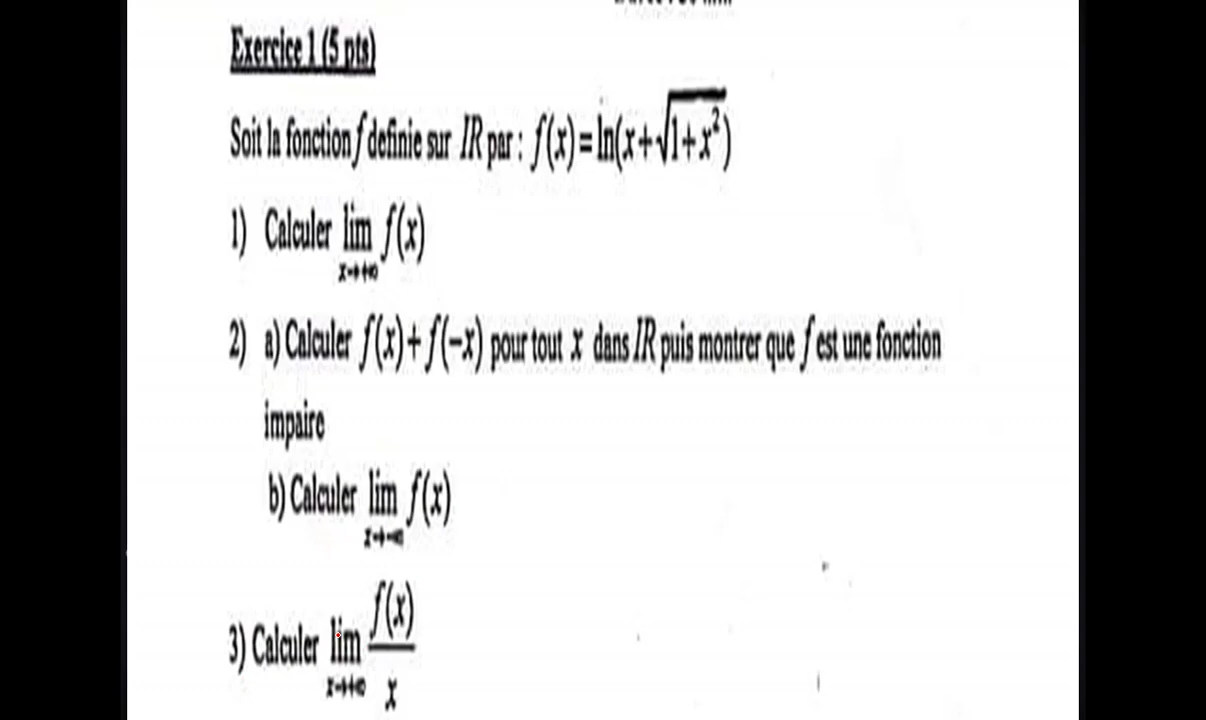 Exercice 1 (5 pts)
Soit la fonction f definie sur IR par : f(x) = ln(x+√1+x²)
1) Calculer lim f(x)
x→+∞
2) a) Calculer f(x)+f(−x) pour tout x dans IR puis montrer que f est une fonction
impaire
b) Calculer lim f(x)
x→−∞
3) Calculer lim f(x)/x
x→+∞